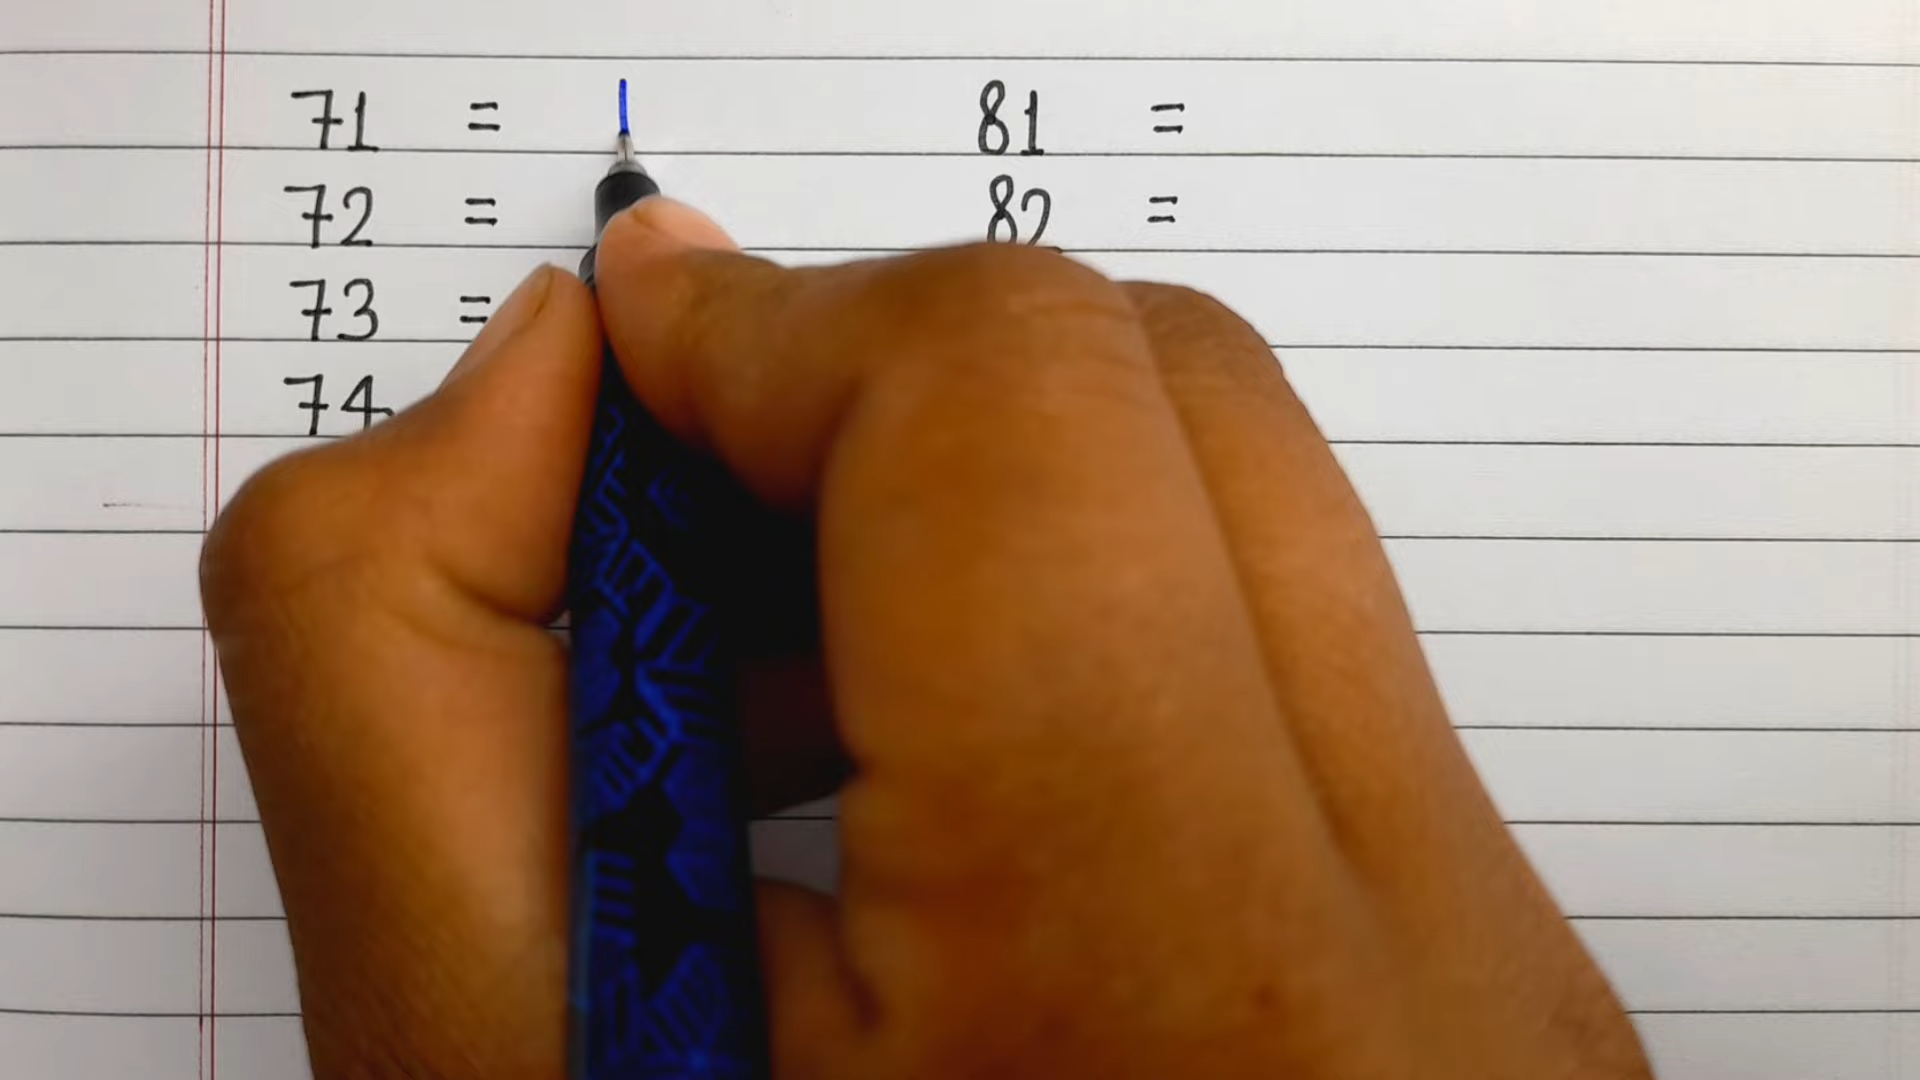 71 = 81 =
72 = 82 =
73 =
74